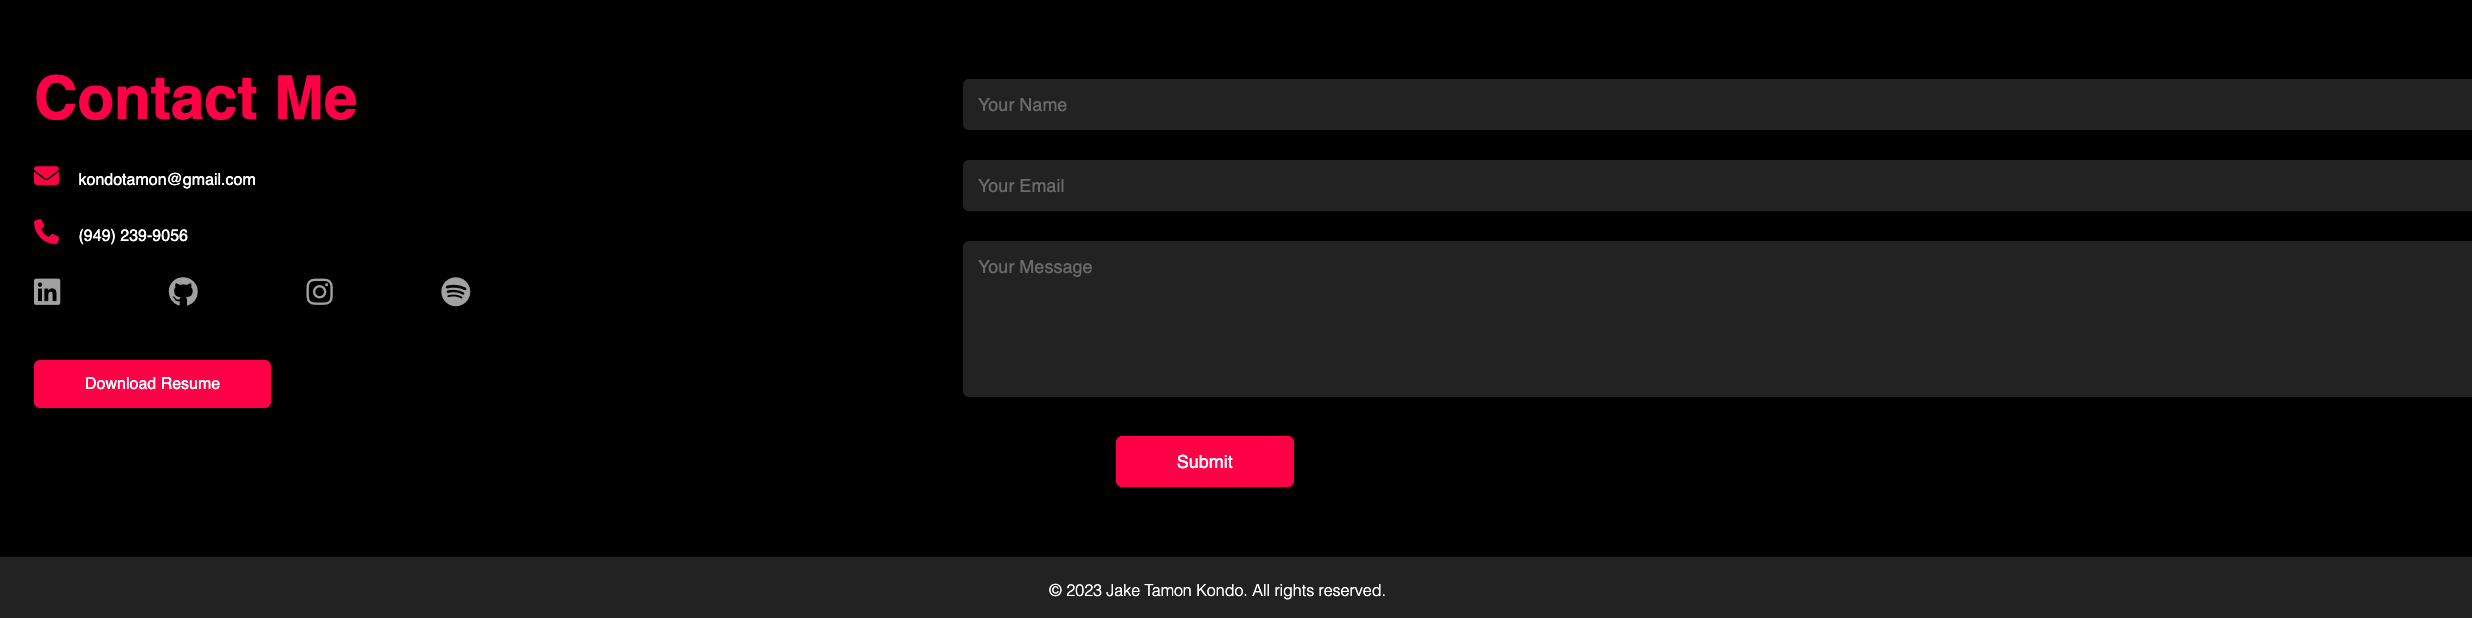 Contact Me
kondotamon@gmail.com
(949) 239-9056
Download Resume
Your Name
Your Email
Your Message
Submit
© 2023 Jake Tamon Kondo. All rights reserved.